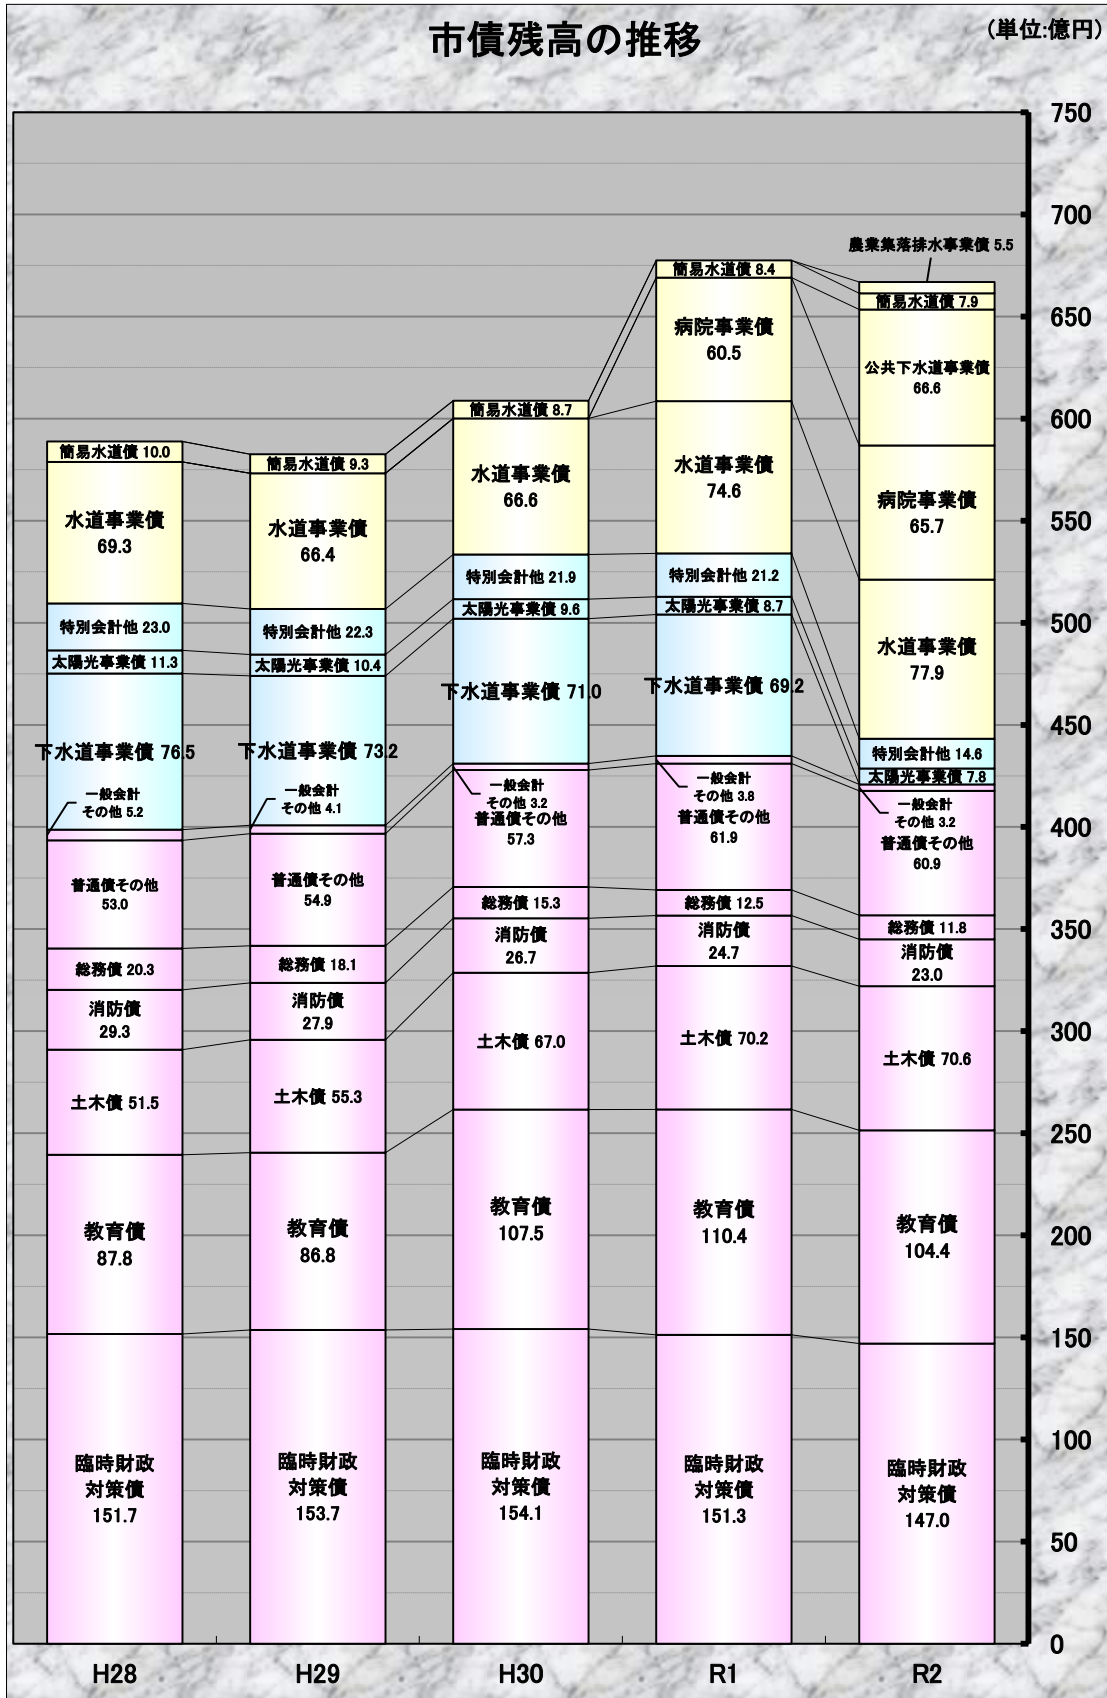 市債残高の推移
(単位:億円)
750
700
650
600
550
500
450
400
350
300
250
200
150
100
50
0
簡易水道債 10.0
水道事業債
69.3
特別会計他 23.0
太陽光事業債 11.3
下水道事業債 76.5
一般会計
その他 5.2
普通債その他
53.0
総務債 20.3
消防債
29.3
土木債 51.5
教育債
87.8
臨時財政
対策債
151.7
H28
簡易水道債 9.3
水道事業債
66.4
特別会計他 22.3
太陽光事業債 10.4
下水道事業債 73.2
一般会計
その他 4.1
普通債その他
54.9
総務債 18.1
消防債
27.9
土木債 55.3
教育債
86.8
臨時財政
対策債
153.7
H29
簡易水道債 8.7
水道事業債
66.6
特別会計他 21.9
太陽光事業債 9.6
下水道事業債 71.0
一般会計
その他 3.2
普通債その他
57.3
総務債 15.3
消防債
26.7
土木債 67.0
教育債
107.5
臨時財政
対策債
154.1
H30
簡易水道債 8.4
病院事業債
60.5
水道事業債
74.6
特別会計他 21.2
太陽光事業債 8.7
下水道事業債 69.2
一般会計
その他 3.8
普通債その他
61.9
総務債 12.5
消防債
24.7
土木債 70.2
教育債
110.4
臨時財政
対策債
151.3
R1
農業集落排水事業債 5.5
簡易水道債 7.9
公共下水道事業債
66.6
病院事業債
65.7
水道事業債
77.9
特別会計他 14.6
太陽光事業債 7.8
一般会計
その他 3.2
普通債その他
60.9
総務債 11.8
消防債
23.0
土木債 70.6
教育債
104.4
臨時財政
対策債
147.0
R2